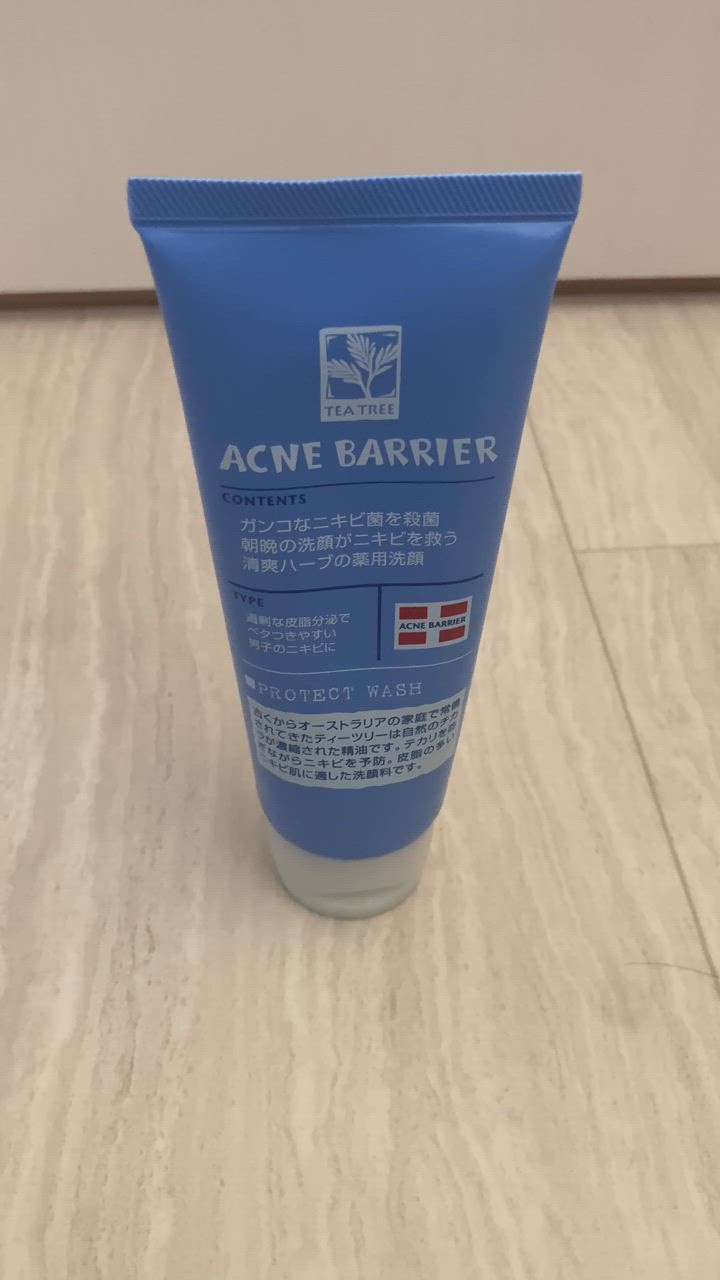 TEA TREE
ACNE BARRIER
CONTENTS
ガンコなニキビ菌を殺菌
朝晩の洗顔がニキビを救う
清爽ハーブの薬用洗顔
TYPE
過剰な皮脂分泌で
ベタつきやすい
男子のニキビに
ACNE BARRIER
PROTECT WASH
古くからオーストラリアの家庭で常備
されてきたティーツリーは自然のチカ
ラが濃縮された精油です。テカリを防
ぎながらニキビを予防。皮脂の多い
ニキビ肌に適した洗顔料です。